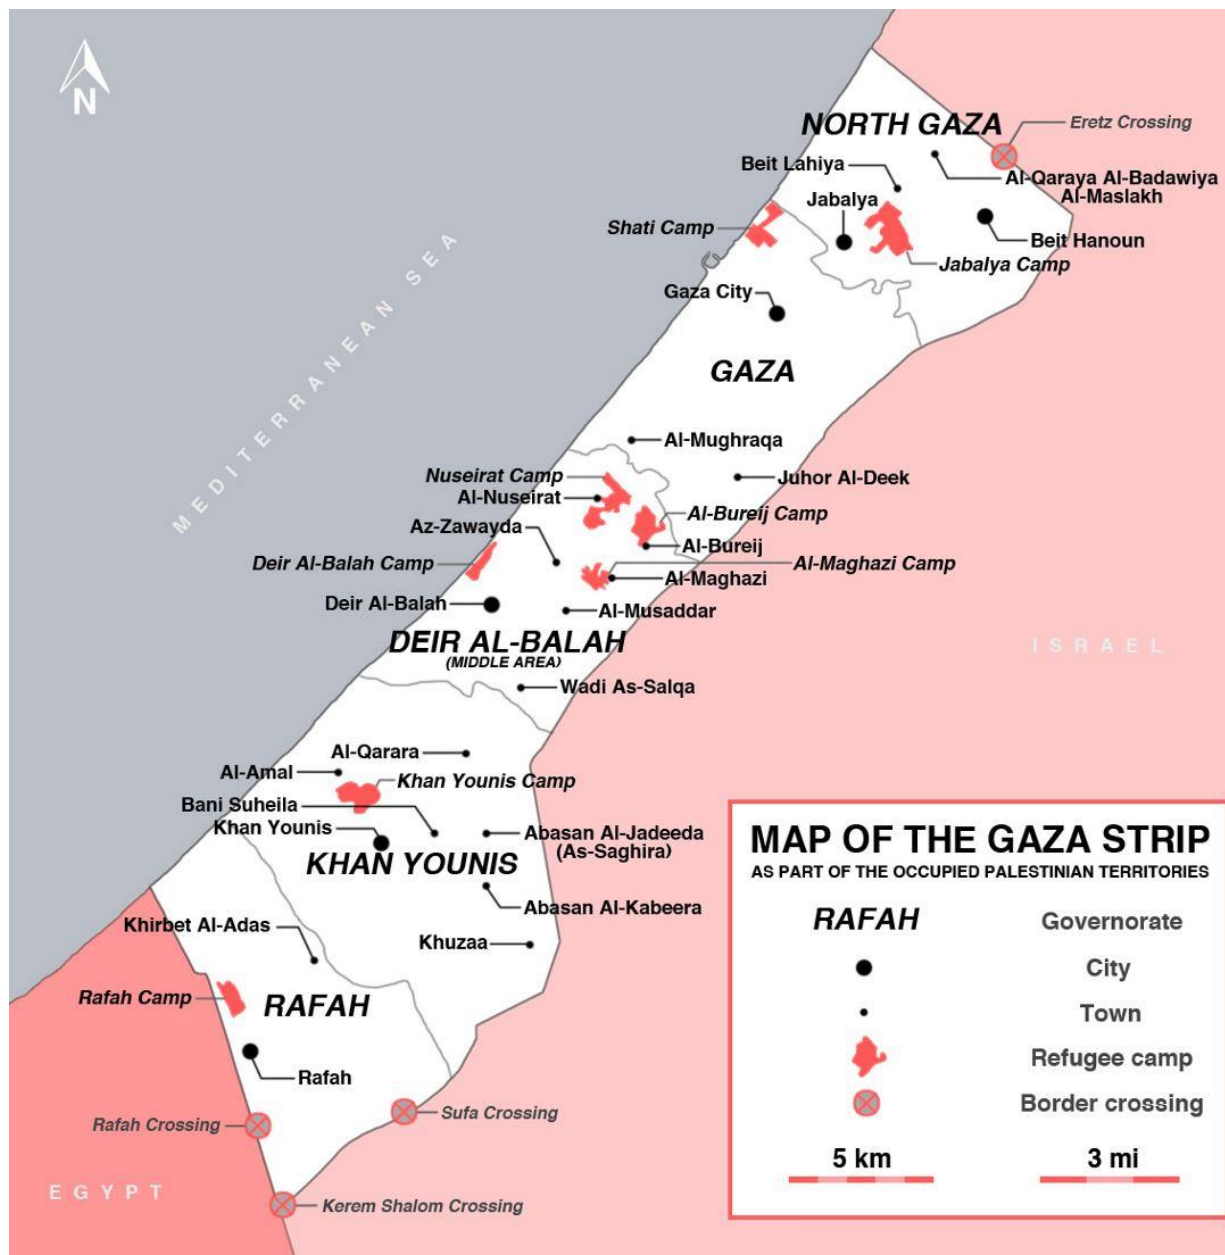 N
NORTH GAZA
Eretz Crossing
Beit Lahiya
Al-Qaraya Al-Badawiya
Al-Maslakh
Jabalya
Shati Camp
Beit Hanoun
Jabalya Camp
MEDITERRANEAN SEA
Gaza City
GAZA
Al-Mughraqa
Nuseirat Camp
Juhor Al-Deek
Al-Nuseirat
Al-Bureij Camp
Az-Zawayda
Al-Bureij
Deir Al-Balah Camp
Al-Maghazi Camp
Al-Maghazi
Deir Al-Balah
Al-Musaddar
DEIR AL-BALAH
(MIDDLE AREA)
ISRAEL
Wadi As-Salqa
Al-Qarara
Al-Amal
Khan Younis Camp
Bani Suheila
Khan Younis
Abasan Al-Jadeeda
(As-Saghira)
KHAN YOUNIS
Abasan Al-Kabeera
Khirbet Al-Adas
Khuzaa
Rafah Camp
RAFAH
Rafah
Rafah Crossing
Sufa Crossing
EGYPT
Kerem Shalom Crossing
MAP OF THE GAZA STRIP
AS PART OF THE OCCUPIED PALESTINIAN TERRITORIES
RAFAH Governorate
City
Town
Refugee camp
Border crossing
5 km 3 mi